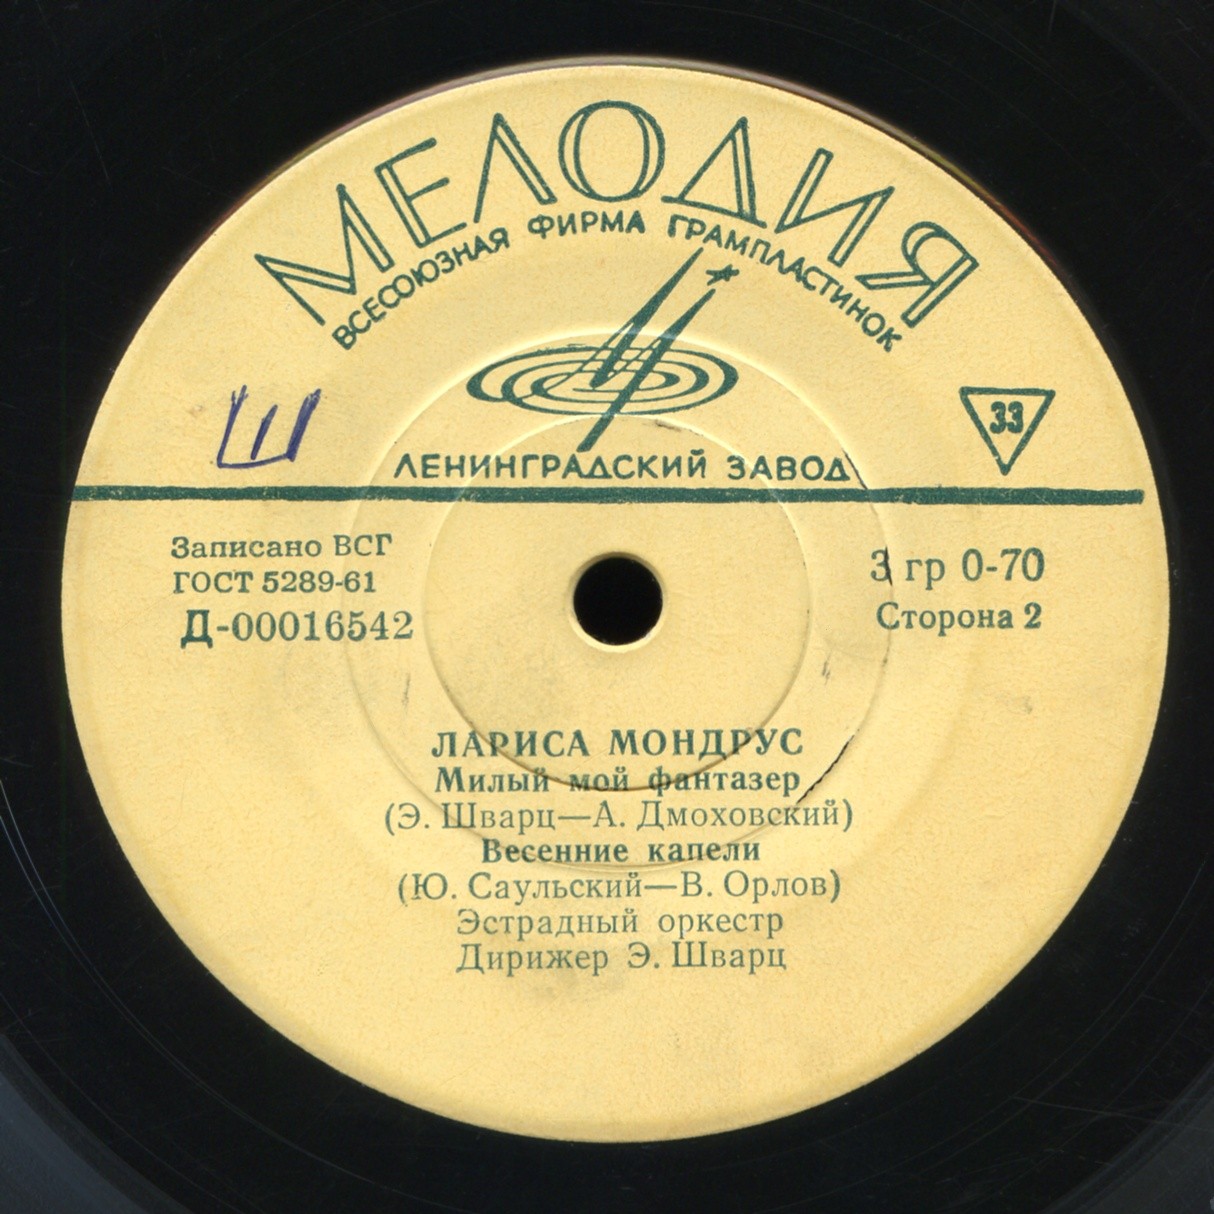 МЕЛОДИЯ
ВСЕСОЮЗНАЯ ФИРМА ГРАМПЛАСТИНОК
Ш
33
ЛЕНИНГРАДСКИЙ ЗАВОД
Записано ВСГ
ГОСТ 5289-61
Д-00016542
3 гр 0-70
Сторона 2
ЛАРИСА МОНДРУС
Милый мой фантазер
(Э. Шварц—А. Дмоховский)
Весенние капели
(Ю. Саульский—В. Орлов)
Эстрадный оркестр
Дирижер Э. Шварц